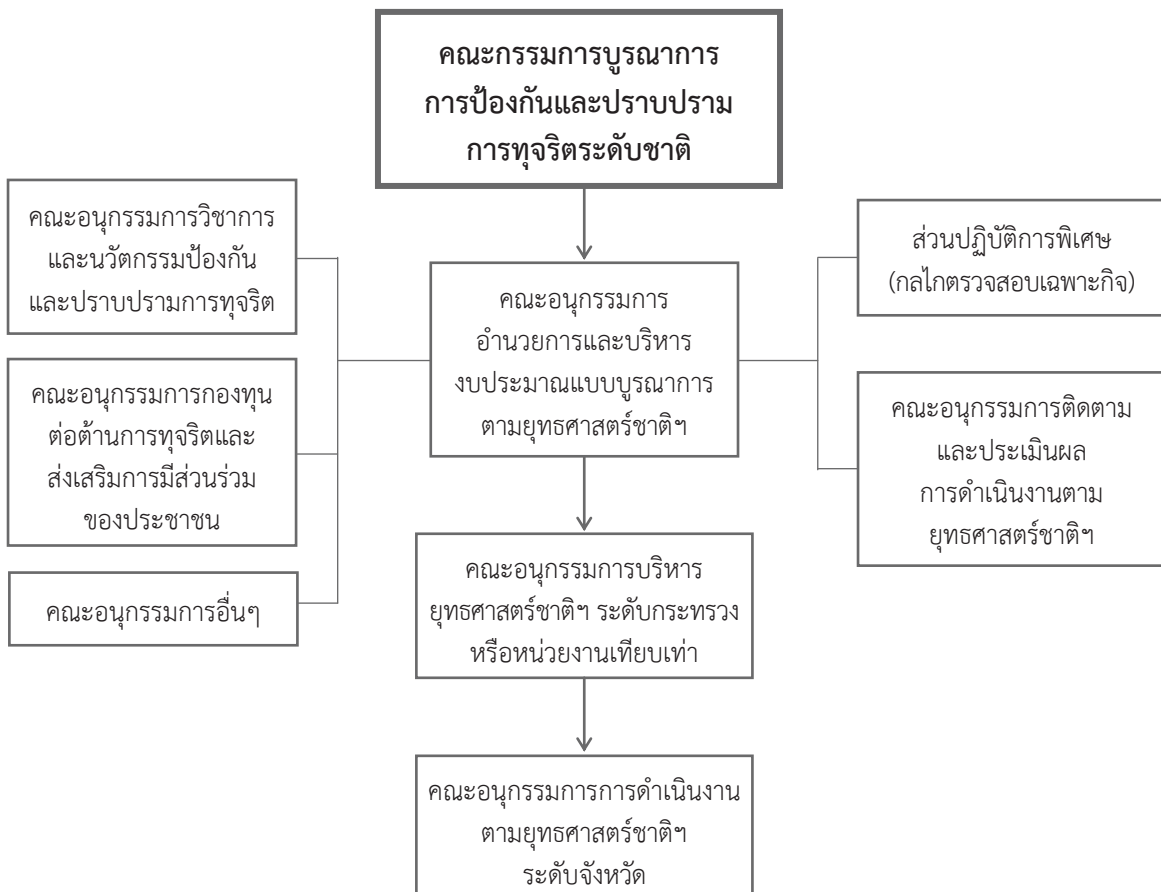 คณะกรรมการบูรณาการ
การป้องกันและปราบปราม
การทุจริตระดับชาติ
คณะอนุกรรมการวิชาการ
และนวัตกรรมป้องกัน
และปราบปรามการทุจริต
คณะอนุกรรมการกองทุน
ต่อต้านการทุจริตและ
ส่งเสริมการมีส่วนร่วม
ของประชาชน
คณะอนุกรรมการอื่นๆ
คณะอนุกรรมการ
อำนวยการและบริหาร
งบประมาณแบบบูรณาการ
ตามยุทธศาสตร์ชาติฯ
ส่วนปฏิบัติการพิเศษ
(กลไกตรวจสอบเฉพาะกิจ)
คณะอนุกรรมการติดตาม
และประเมินผล
การดำเนินงานตาม
ยุทธศาสตร์ชาติฯ
คณะอนุกรรมการบริหาร
ยุทธศาสตร์ชาติฯ ระดับกระทรวง
หรือหน่วยงานเทียบเท่า
คณะอนุกรรมการการดำเนินงาน
ตามยุทธศาสตร์ชาติฯ
ระดับจังหวัด